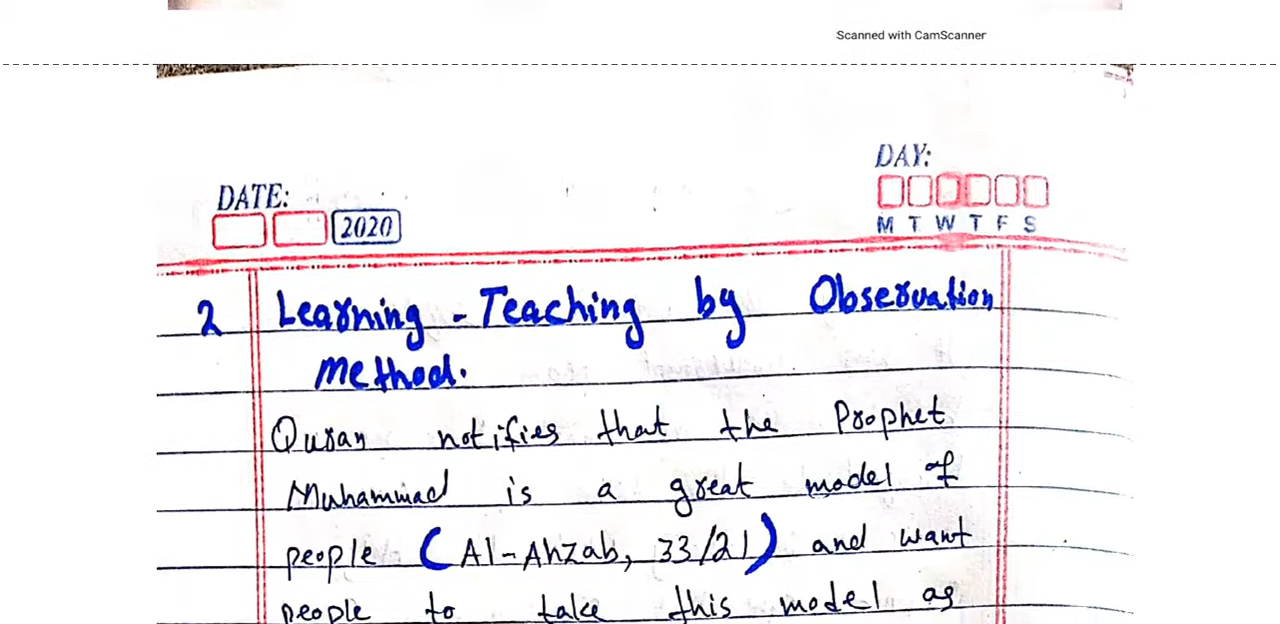 Scanned with CamScanner
DAY:
DATE:
2020
M T W T F S
2 Learning - Teaching by Observation
Method.
Quran notifies that the Prophet
Muhammad is a great model of
people (Al-Ahzab, 33/21) and want
people to take this model as